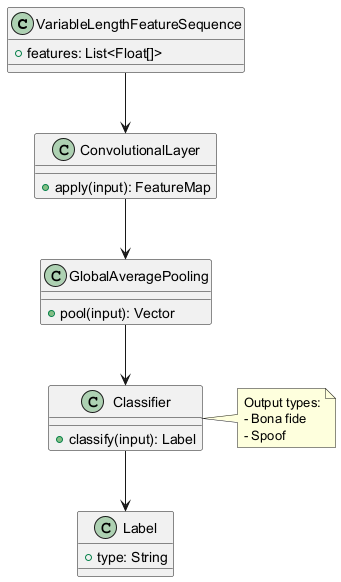 C VariableLengthFeatureSequence
features: List<Float[]>
C ConvolutionalLayer
apply(input): FeatureMap
C GlobalAveragePooling
pool(input): Vector
C Classifier
classify(input): Label
Output types:
- Bona fide
- Spoof
C Label
type: String